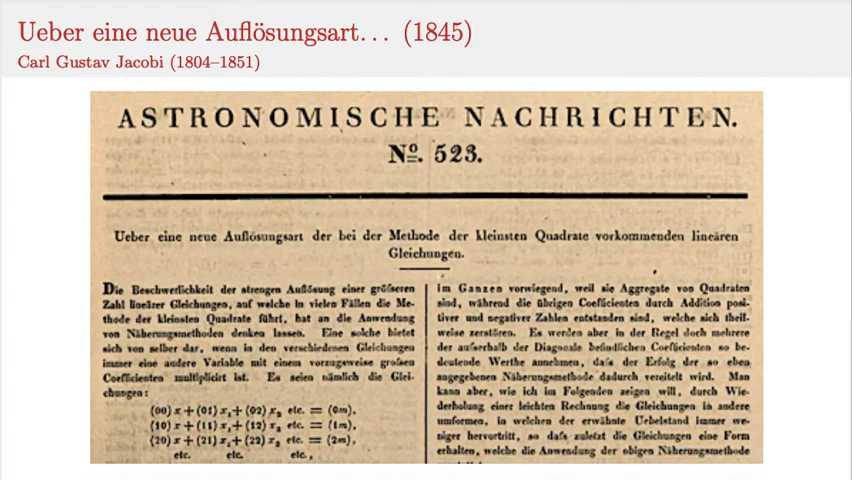 Ueber eine neue Auflösungsart... (1845)
Carl Gustav Jacobi (1804–1851)
ASTRONOMISCHE NACHRICHTEN.
Nº. 523.
Ueber eine neue Auflösungsart der bei der Methode der kleinsten Quadrate vorkommenden lineären
Gleichungen.
Die Beschwerlichkeit der strengen Auflösung einer gröfseren
Zahl lineärer Gleichungen, auf welche in vielen Fällen die Me-
thode der kleinsten Quadrate führt, hat an die Anwendung
von Näherungsmethoden denken lassen. Eine solche bietet
sich von selber dar, wenn in den verschiedenen Gleichungen
immer eine andere Variable mit einem vorzugsweise grofsen
Coefficienten multiplicirt ist. Es seien nämlich die Glei-
chungen:
(00) x + (01) x₁ + (02) x₂ etc. = (0m),
(10) x + (11) x₁ + (12) x₂ etc. = (1m),
(20) x + (21) x₁ + (22) x₂ etc. = (2m),
etc. etc. etc.,
im Ganzen vorwiegend, weil sie Aggregate von Quadraten
sind, während die übrigen Coefficienten durch Addition posi-
tiver und negativer Zahlen entstanden sind, welche sich theil-
weise zerstören. Es werden aber in der Regel doch mehrere
der aufserhalb der Diagonale befindlichen Coefficienten so be-
deutende Werthe annehmen, dafs der Erfolg der so eben
angegebenen Näherungsmethode dadurch vereitelt wird. Man
kann aber, wie ich im Folgenden zeigen will, durch Wie-
derholung einer leichten Rechnung die Gleichungen in andere
umformen, in welchen der erwähnte Uebelstand immer we-
niger hervortritt, so dafs zuletzt die Gleichungen eine Form
erhalten, welche die Anwendung der obigen Näherungsmethode